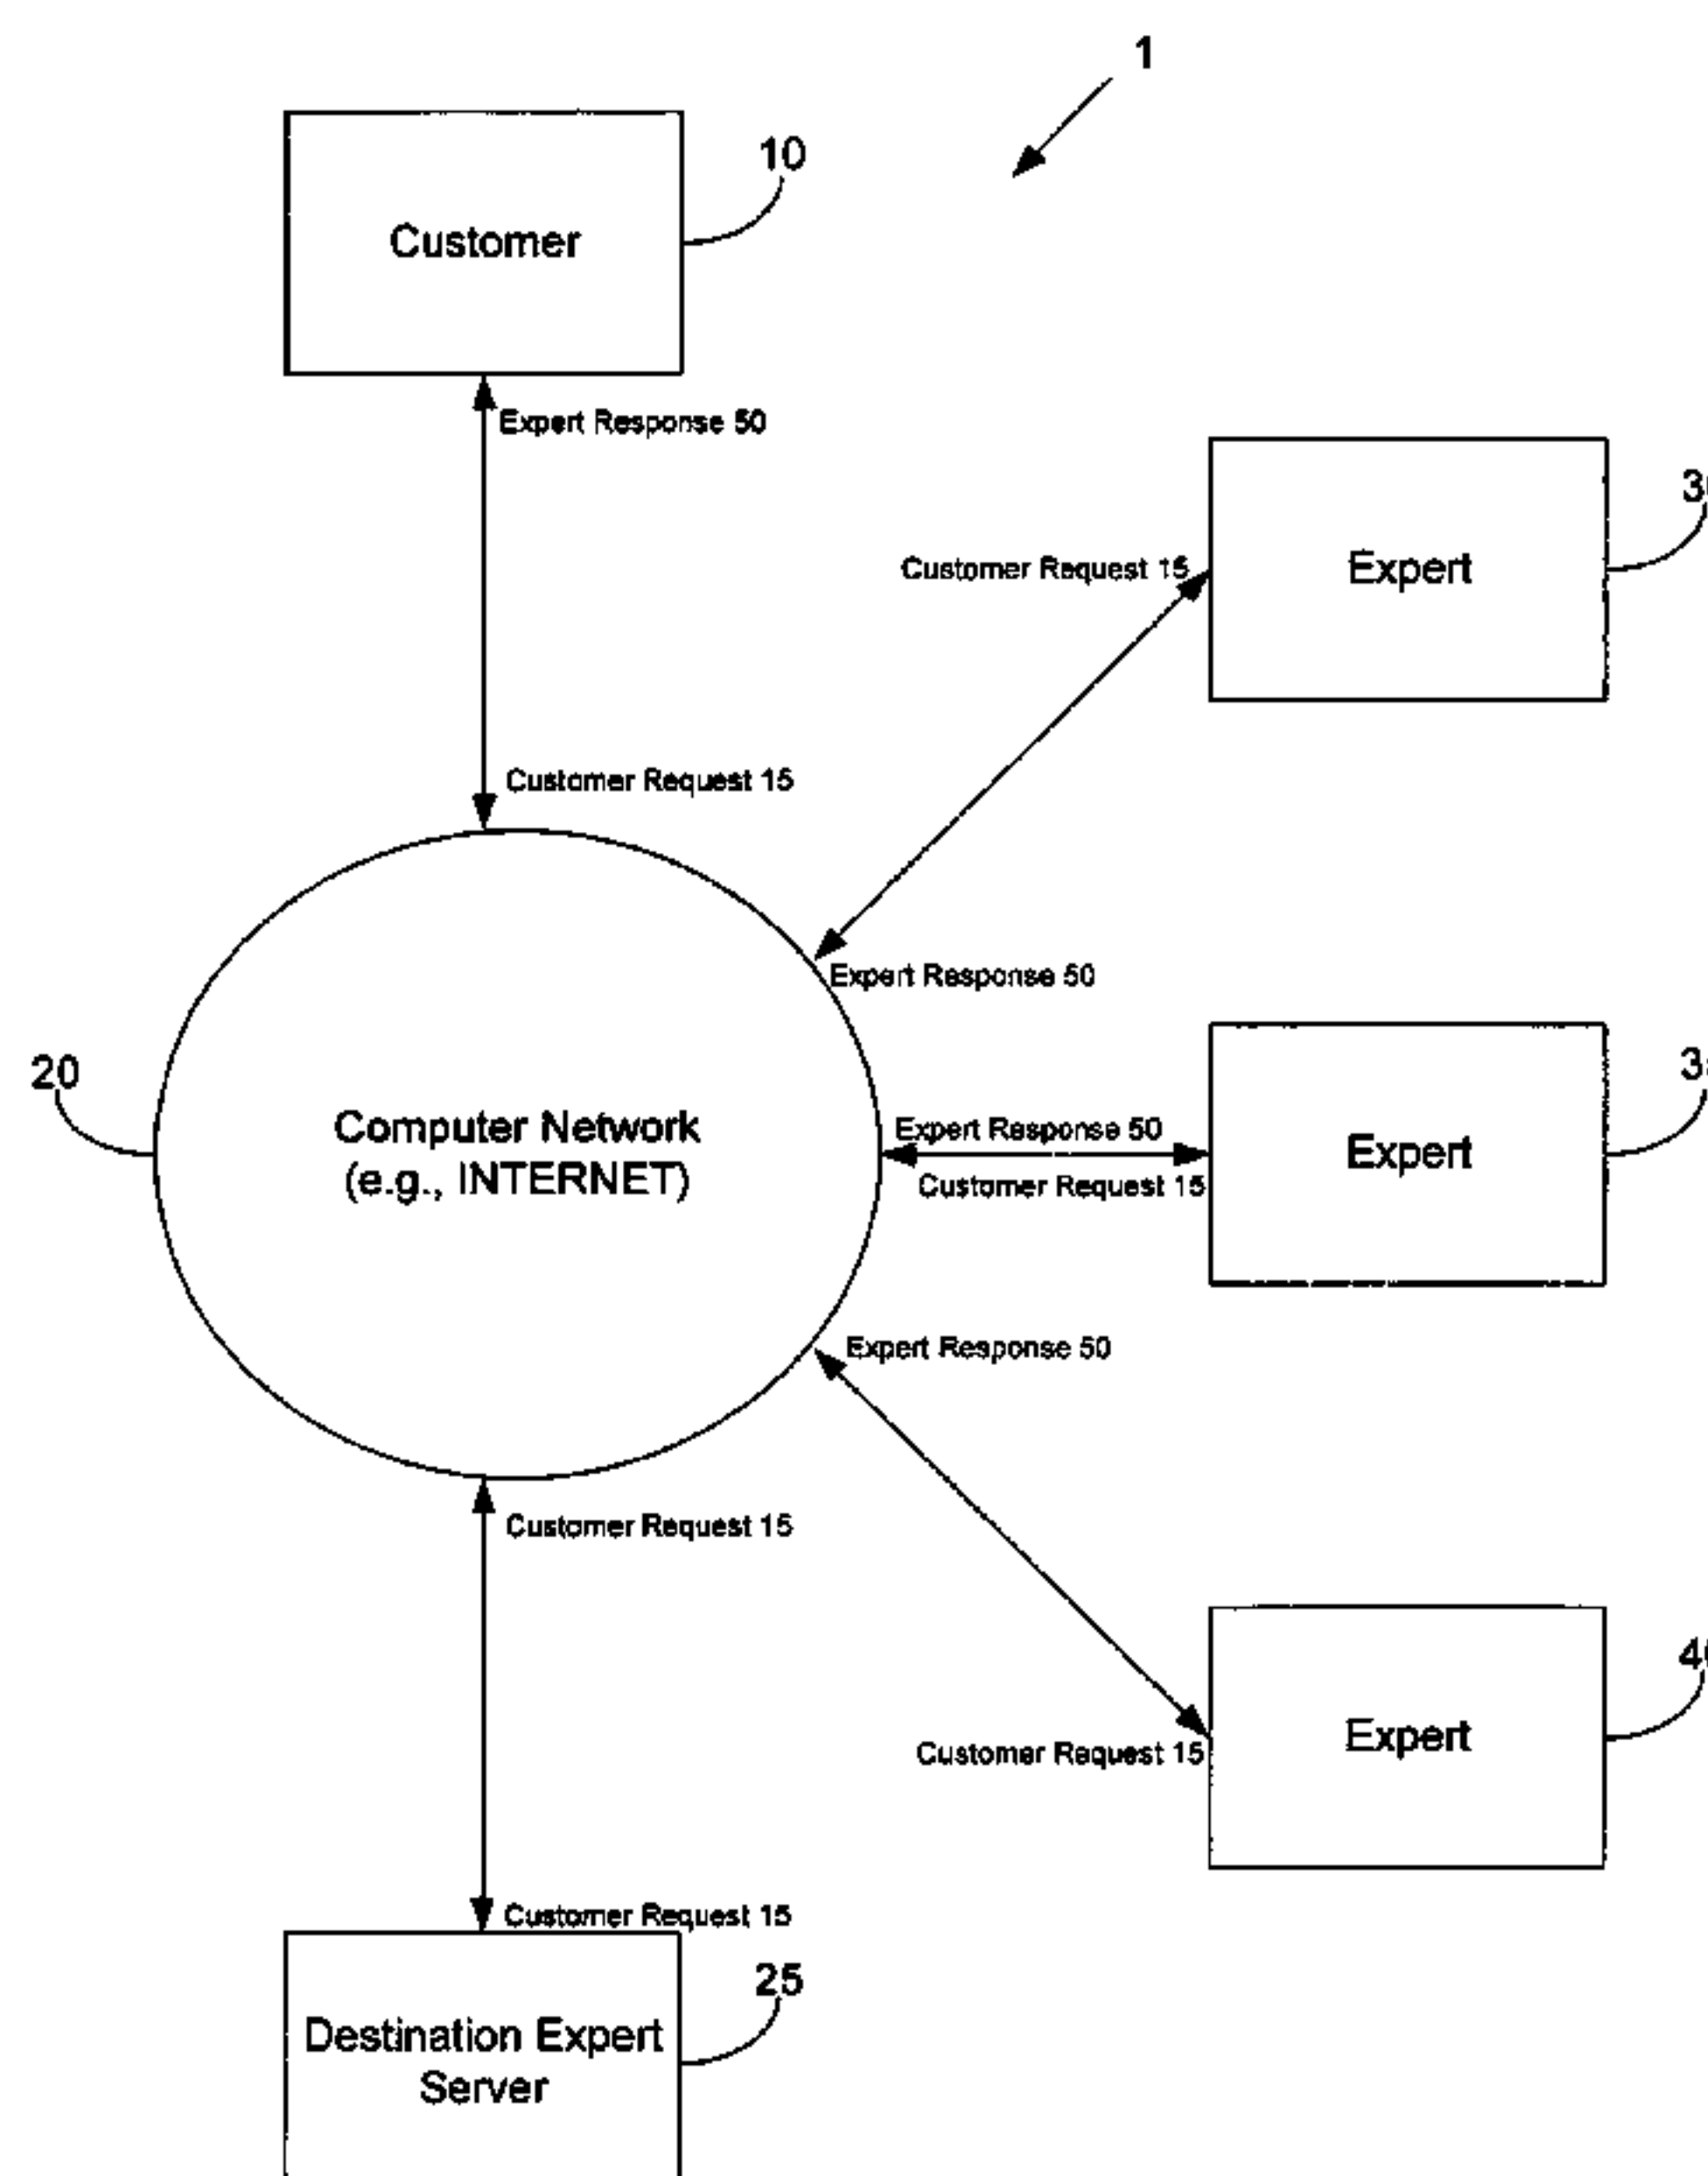 1
10
Customer
Expert Response 50
Customer Request 15
Expert
Customer Request 15
Expert Response 50
20
Computer Network
(e.g., INTERNET)
Expert Response 50
Customer Request 15
Expert
Expert Response 50
Customer Request 15
Customer Request 15
Expert
Customer Request 15
25
Destination Expert
Server